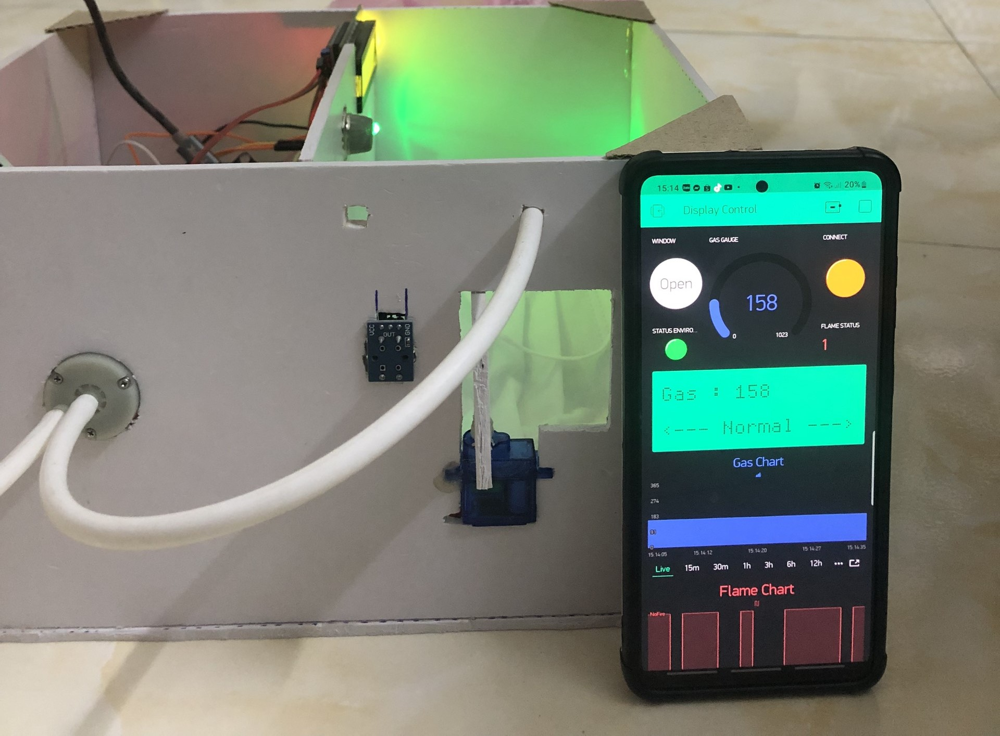 15:14
20%
Display Control
WINDOW
GAS GAUGE
CONNECT
Open
158
0
1023
STATUS ENVIRO...
FLAME STATUS
1
Gas : 158
<--- Normal --->
Gas Chart
365
274
183
91
0
15:14:05
15:14:12
15:14:20
15:14:27
15:14:35
Live
15m
30m
1h
3h
6h
12h
...
Flame Chart
NoFire
VCC
OUT
GND